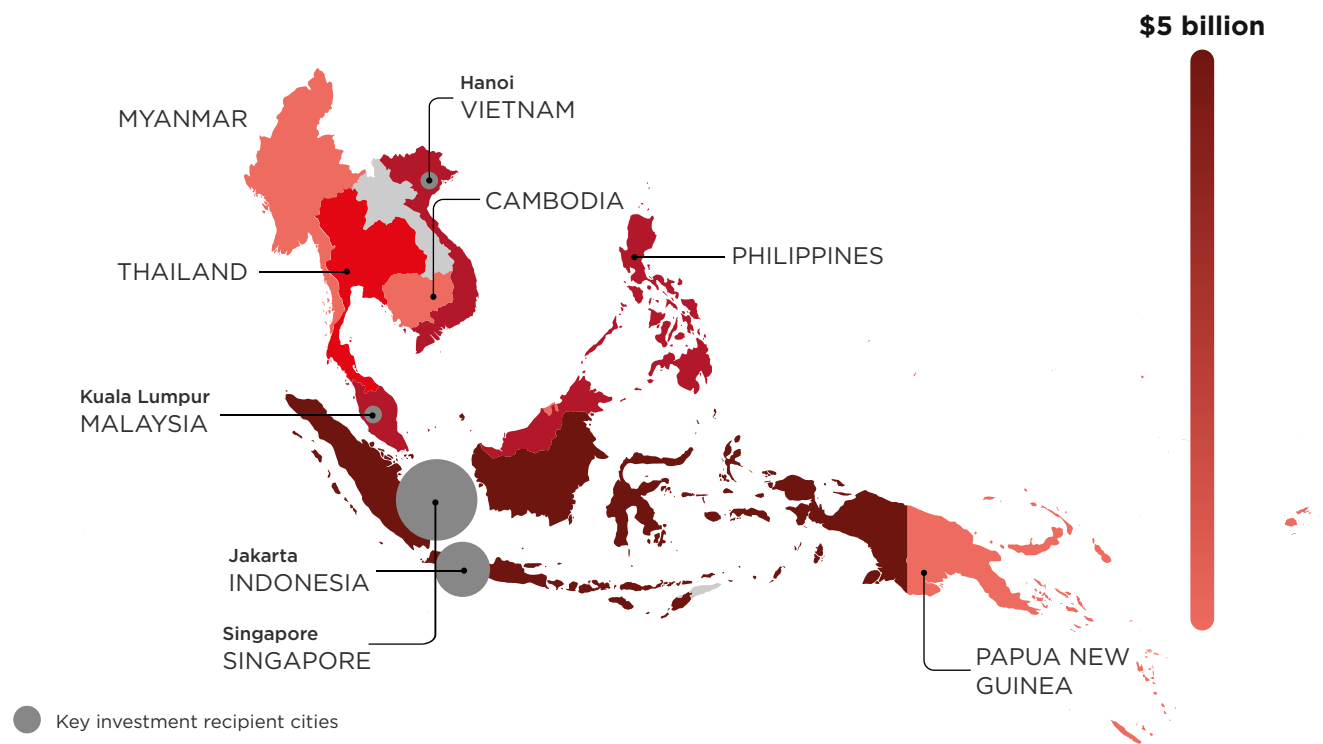 $5 billion
Hanoi
VIETNAM
MYANMAR
CAMBODIA
PHILIPPINES
THAILAND
Kuala Lumpur
MALAYSIA
Jakarta
INDONESIA
Singapore
SINGAPORE
PAPUA NEW
GUINEA
Key investment recipient cities